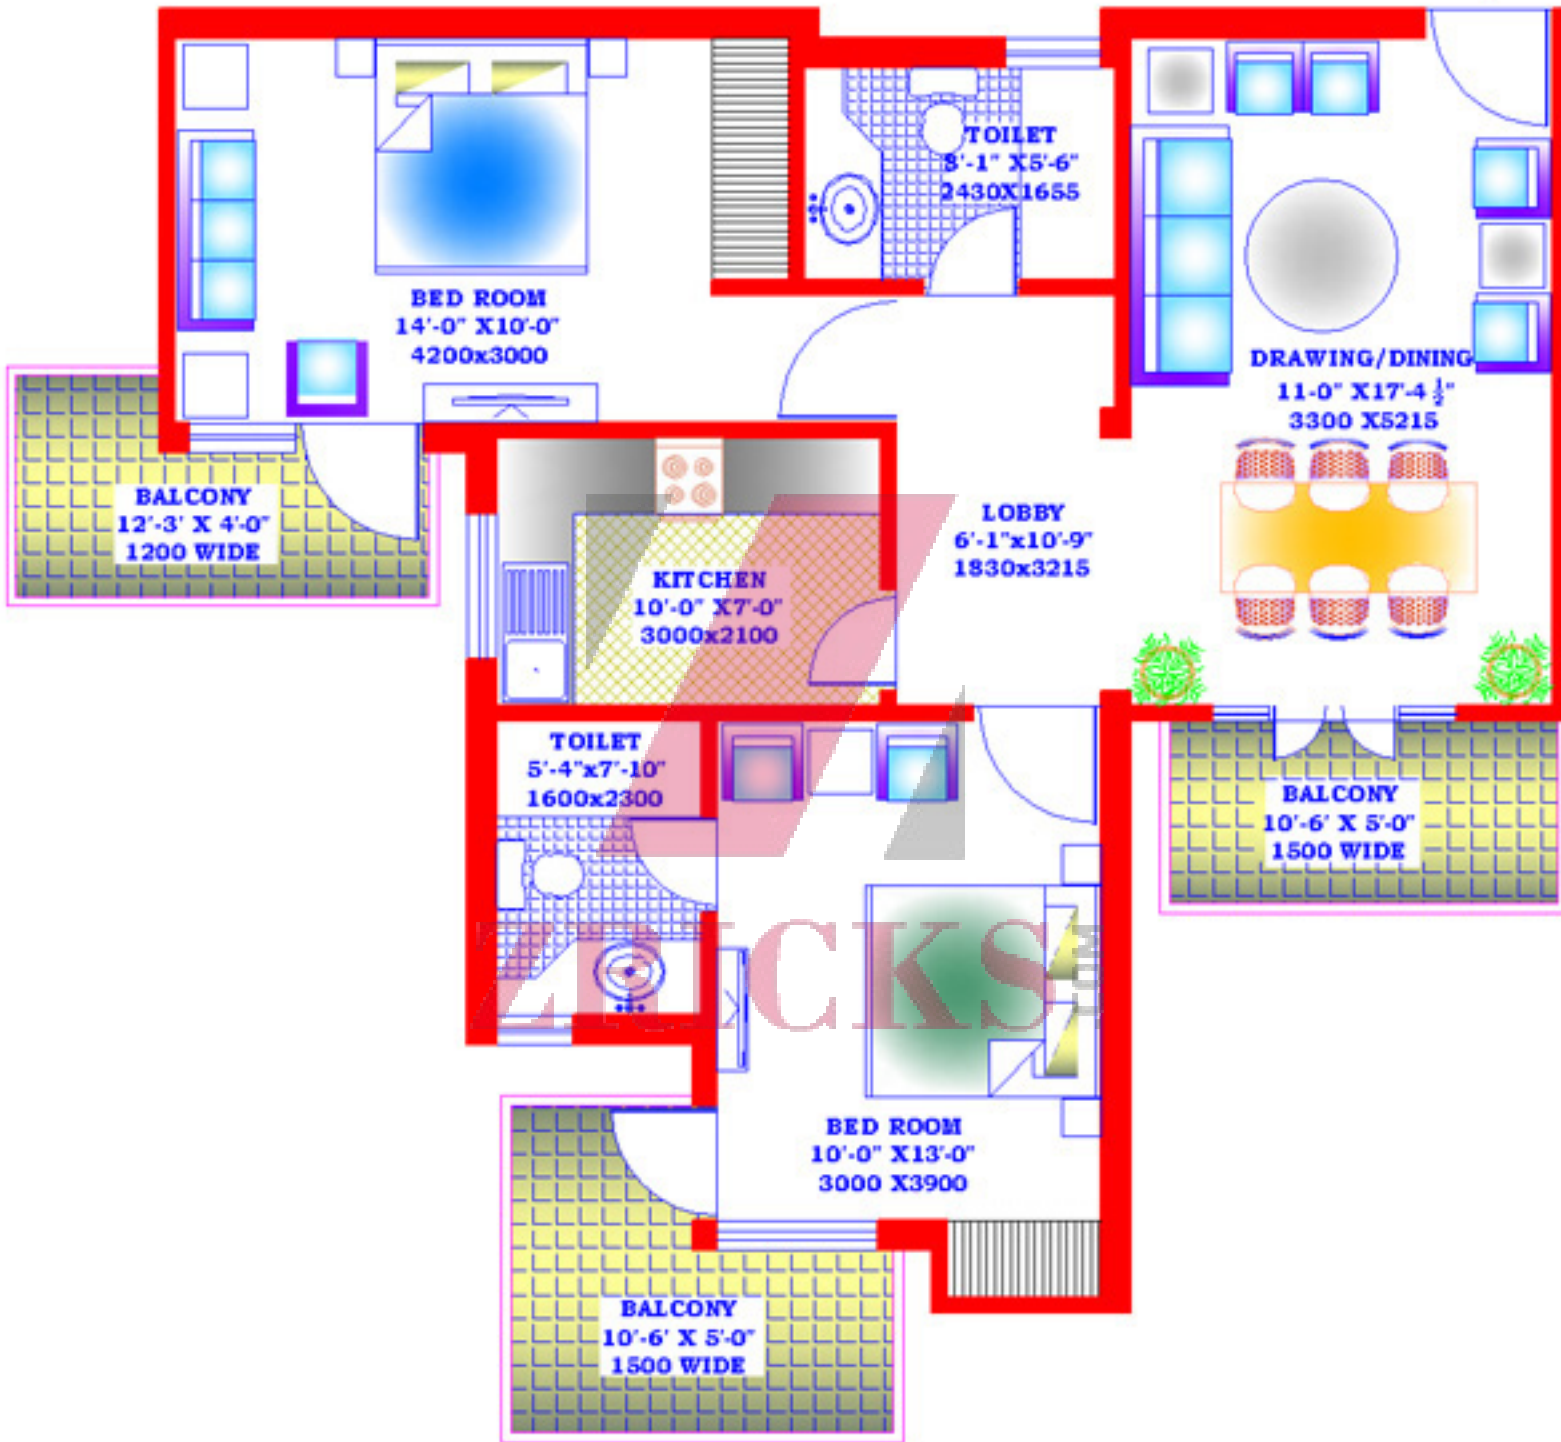 TOILET
8'-1" X5'-6"
2430X1655
BED ROOM
14'-0" X10'-0"
4200x3000
DRAWING/DINING
11-0" X17'-4 ½"
3300 X5215
BALCONY
12'-3' X 4'-0"
1200 WIDE
LOBBY
6'-1"x10'-9"
1830x3215
KITCHEN
10'-0" X7'-0"
3000x2100
TOILET
5'-4"x7'-10"
1600x2300
BALCONY
10'-6' X 5'-0"
1500 WIDE
ZRICKS
.COM
BED ROOM
10'-0" X13'-0"
3000 X3900
BALCONY
10'-6' X 5'-0"
1500 WIDE